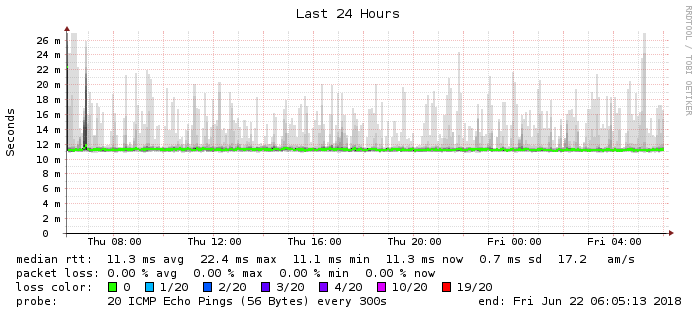 Last 24 Hours
RRDTOOL / TOBI OETIKER
Seconds
26 m
24 m
22 m
20 m
18 m
16 m
14 m
12 m
10 m
8 m
6 m
4 m
2 m
0
Thu 08:00 Thu 12:00 Thu 16:00 Thu 20:00 Fri 00:00 Fri 04:00
median rtt: 11.3 ms avg 22.4 ms max 11.1 ms min 11.3 ms now 0.7 ms sd 17.2 am/s
packet loss: 0.00 % avg 0.00 % max 0.00 % min 0.00 % now
loss color: 0 1/20 2/20 3/20 4/20 10/20 19/20
probe: 20 ICMP Echo Pings (56 Bytes) every 300s end: Fri Jun 22 06:05:13 2018